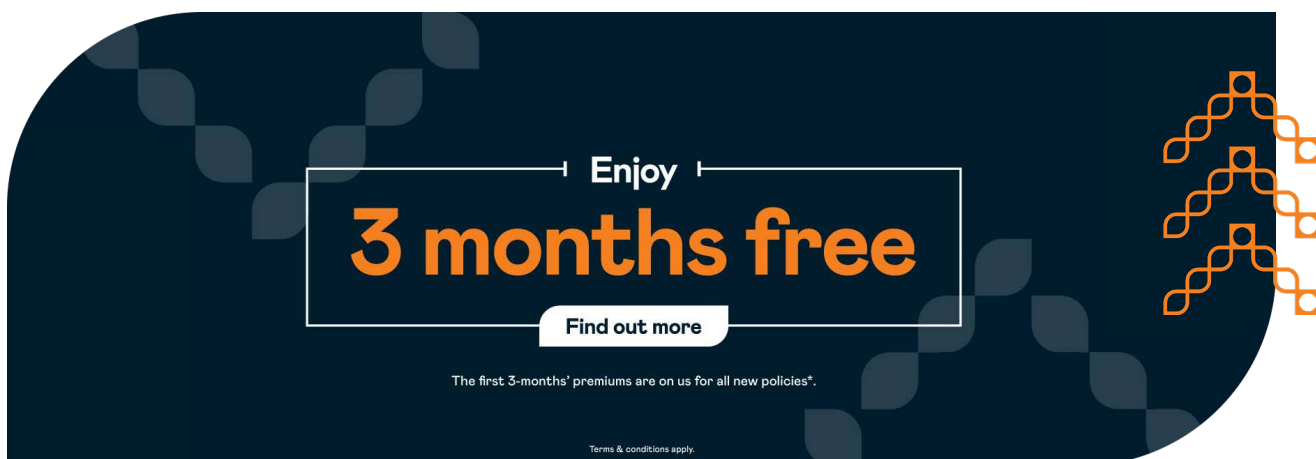 Enjoy
3 months free
Find out more
The first 3-months’ premiums are on us for all new policies*.
Terms & conditions apply.